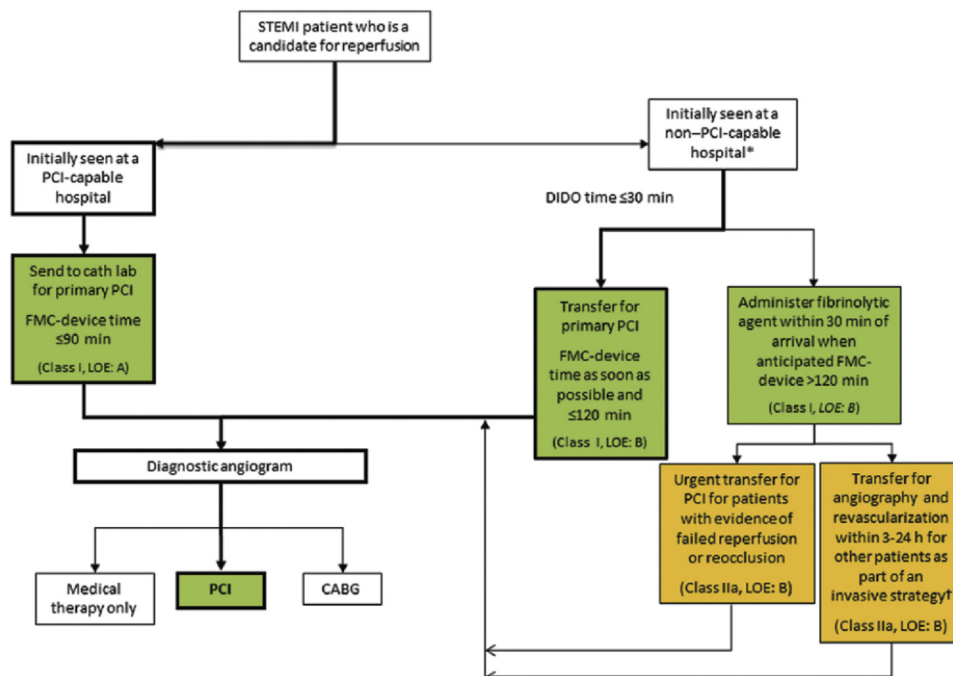 STEMI patient who is a
candidate for reperfusion
Initially seen at a
non–PCI-capable
hospital*
Initially seen at a
PCI-capable
hospital
DIDO time ≤30 min
Send to cath lab
for primary PCI
FMC-device time
≤90 min
(Class I, LOE: A)
Transfer for
primary PCI
FMC-device
time as soon as
possible and
≤120 min
(Class I, LOE: B)
Administer fibrinolytic
agent within 30 min of
arrival when
anticipated FMC-
device >120 min
(Class I, LOE: B)
Diagnostic angiogram
Urgent transfer for
PCI for patients
with evidence of
failed reperfusion
or reocclusion
(Class IIa, LOE: B)
Transfer for
angiography and
revascularization
within 3-24 h for
other patients as
part of an
invasive strategy†
(Class IIa, LOE: B)
Medical
therapy only
PCI
CABG